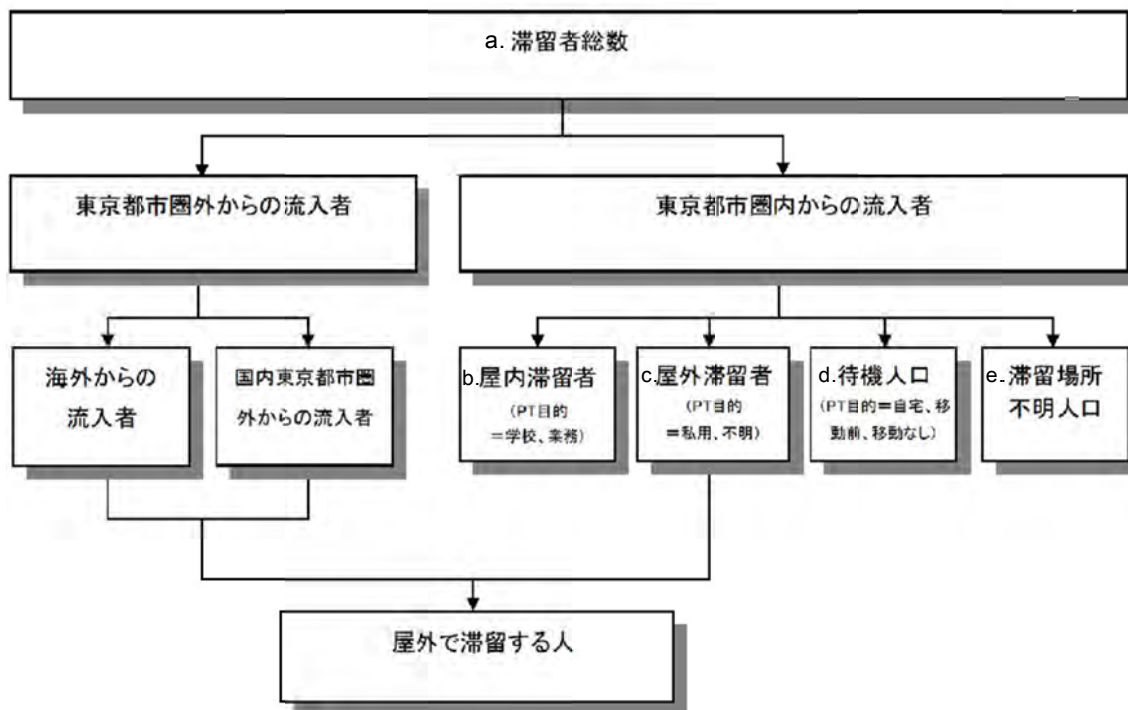 a. 滞留者総数
東京都市圏外からの流入者
東京都市圏内からの流入者
海外からの
流入者
国内東京都市圏
外からの流入者
b. 屋内滞留者
(PT目的
＝学校、業務)
c. 屋外滞留者
(PT目的
＝私用、不明)
d. 待機人口
(PT目的＝自宅、移
動前、移動なし)
e. 滞留場所
不明人口
屋外で滞留する人